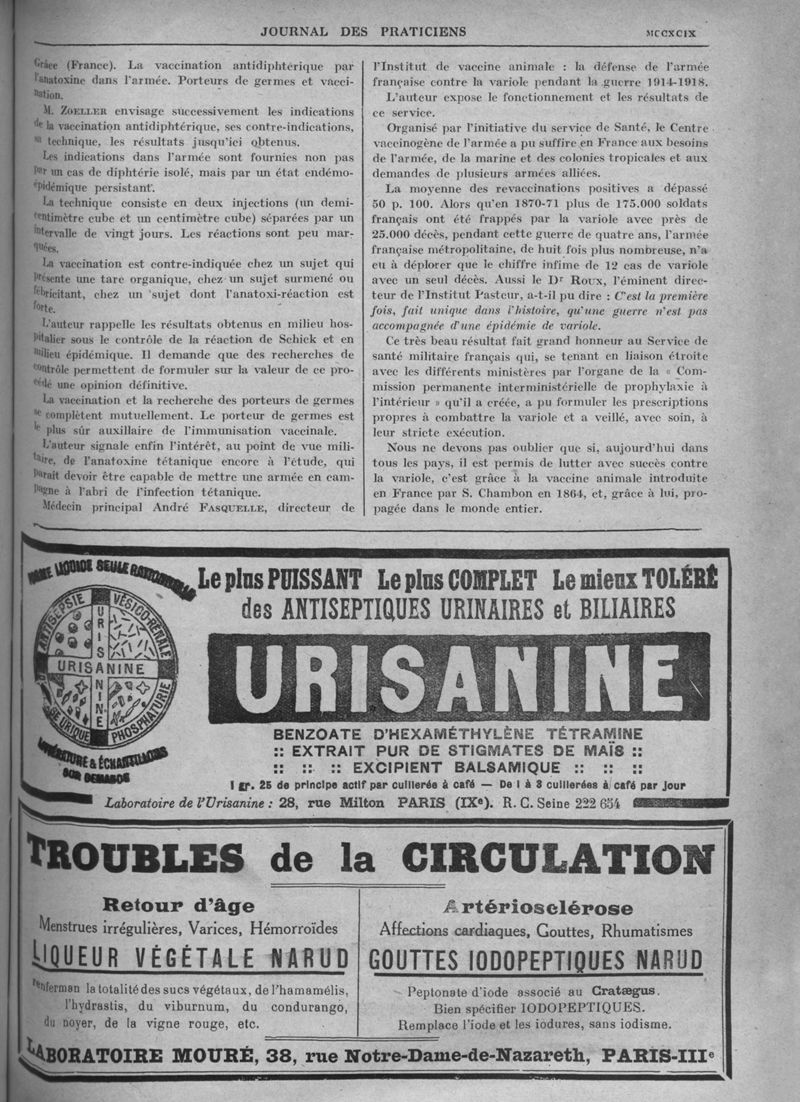 JOURNAL DES PRATICIENS
MCCXCIX
Grâce (France). La vaccination antidiphtérique par
l'anatoxine dans l'armée. Porteurs de germes et vacci-
nation.
M. ZOELLER envisage successivement les indications
de la vaccination antidiphtérique, ses contre-indications,
sa technique, les résultats jusqu'ici obtenus.
Les indications dans l'armée sont fournies non pas
par un cas de diphtérie isolé, mais par un état endémo-
épidémique persistant.
La technique consiste en deux injections (un demi-
centimètre cube et un centimètre cube) séparées par un
intervalle de vingt jours. Les réactions sont peu mar-
quées.
La vaccination est contre-indiquée chez un sujet qui
présente une tare organique, chez un sujet surmené ou
fébricitant, chez un sujet dont l'anatoxi-réaction est
forte.
L'auteur rappelle les résultats obtenus en milieu hos-
pitalier sous le contrôle de la réaction de Schick et en
milieu épidémique. Il demande que des recherches de
contrôle permettent de formuler sur la valeur de ce pro-
cédé une opinion définitive.
La vaccination et la recherche des porteurs de germes
se complètent mutuellement. Le porteur de germes est
le plus sûr auxillaire de l'immunisation vaccinale.
L'auteur signale enfin l'intérêt, au point de vue mili-
taire, de l'anatoxine tétanique encore à l'étude, qui
paraît devoir être capable de mettre une armée en cam-
pagne à l'abri de l'infection tétanique.
Médecin principal André FASQUELLE, directeur de
l'Institut de vaccine animale : la défense de l'armée
française contre la variole pendant la guerre 1914-1918.
L'auteur expose le fonctionnement et les résultats de
ce service.
Organisé par l'initiative du service de Santé, le Centre
vaccinogène de l'armée a pu suffire en France aux besoins
de l'armée, de la marine et des colonies tropicales et aux
demandes de plusieurs armées alliées.
La moyenne des revaccinations positives a dépassé
50 p. 100. Alors qu'en 1870-71 plus de 175.000 soldats
français ont été frappés par la variole avec près de
25.000 décès, pendant cette guerre de quatre ans, l'armée
française métropolitaine, de huit fois plus nombreuse, n'a
eu à déplorer que le chiffre infime de 12 cas de variole
avec un seul décès. Aussi le Dr ROUX, l'éminent direc-
teur de l'Institut Pasteur, a-t-il pu dire : C'est la première
fois, fait unique dans l'histoire, qu'une guerre n'est pas
accompagnée d'une épidémie de variole.
Ce très beau résultat fait grand honneur au Service de
santé militaire français qui, se tenant en liaison étroite
avec les différents ministères par l'organe de la « Com-
mission permanente interministérielle de prophylaxie à
l'intérieur » qu'il a créée, a pu formuler les prescriptions
propres à combattre la variole et a veillé, avec soin, à
leur stricte exécution.
Nous ne devons pas oublier que si, aujourd'hui dans
tous les pays, il est permis de lutter avec succès contre
la variole, c'est grâce à la vaccine animale introduite
en France par S. Chambon en 1864, et, grâce à lui, pro-
pagée dans le monde entier.
FORME LIQUIDE SEULE RATIONNELLE
ANTISEPSIE VÉSICO-RÉNALE
URISANINE
URISANINE
URIQUE PHOSPHATURIE
LITTÉRATURE & ÉCHANTILLONS
SUR DEMANDE
Le plus PUISSANT Le plus COMPLET Le mieux TOLÉRÉ
des ANTISEPTIQUES URINAIRES et BILIAIRES
URISANINE
BENZOATE D'HEXAMÉTHYLÈNE TÉTRAMINE
:: EXTRAIT PUR DE STIGMATES DE MAÏS ::
:: :: :: EXCIPIENT BALSAMIQUE :: :: ::
1 gr. 25 de principe actif par cuillerée à café — De 1 à 3 cuillerées à café par jour
Laboratoire de l'Urisanine : 28, rue Milton PARIS (IXe). R. C. Seine 222 654
TROUBLES de la CIRCULATION
Retour d'âge
Menstrues irrégulières, Varices, Hémorroïdes
LIQUEUR VÉGÉTALE NARUD
renferman la totalité des sucs végétaux, de l'hamamélis,
l'hydrastis, du viburnum, du condurango,
du noyer, de la vigne rouge, etc.
Artériosclérose
Affections cardiaques, Gouttes, Rhumatismes
GOUTTES IODOPEPTIQUES NARUD
Peptonate d'iode associé au Cratægus.
Bien spécifier IODOPEPTIQUES.
Remplace l'iode et les iodures, sans iodisme.
LABORATOIRE MOURÉ, 38, rue Notre-Dame-de-Nazareth, PARIS-IIIe